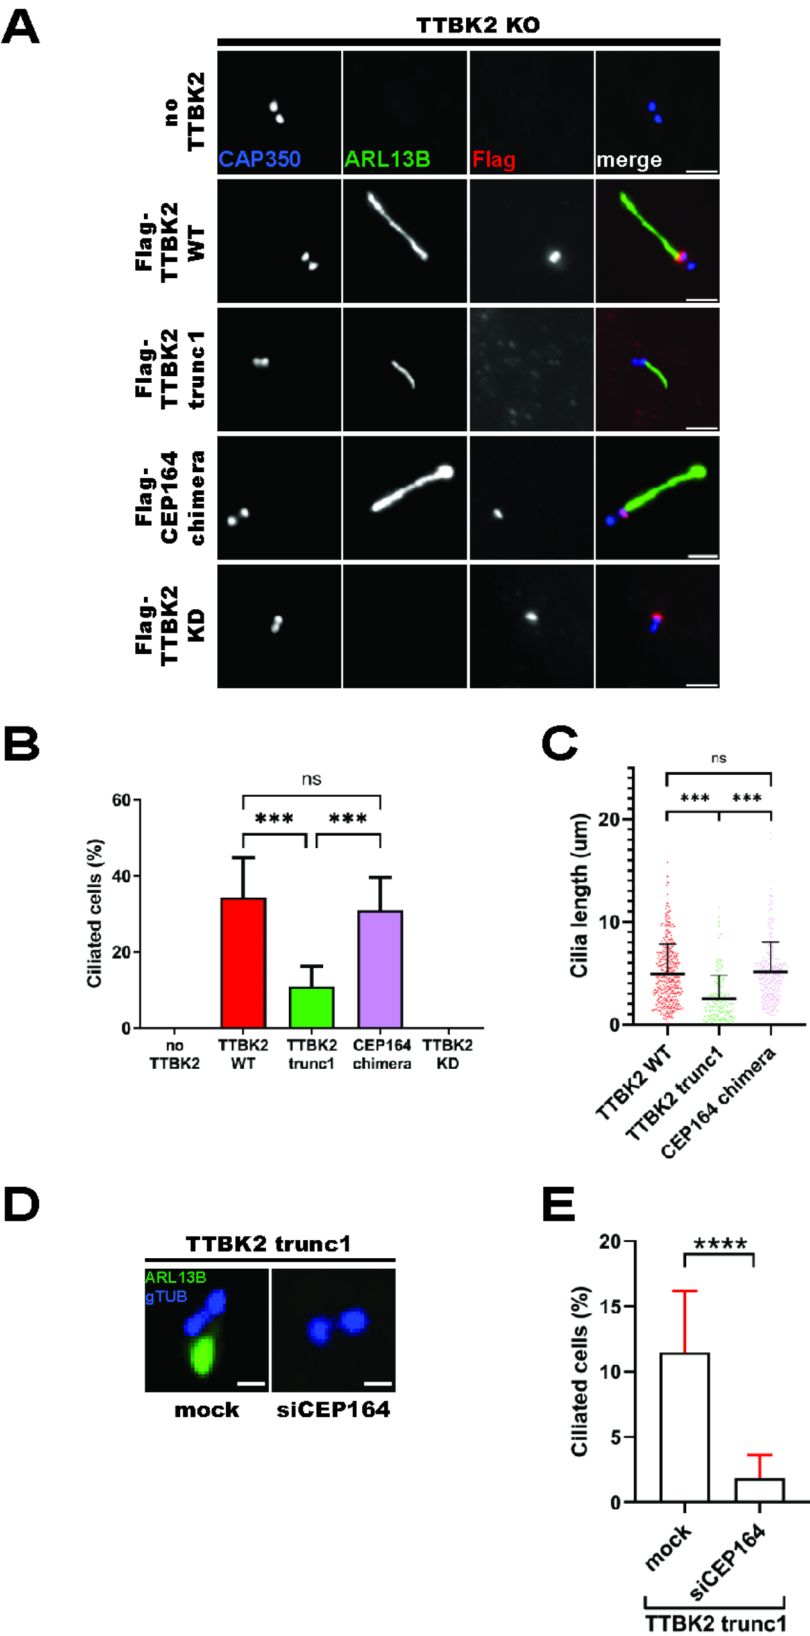 A
TTBK2 KO
no
TTBK2
CAP350
ARL13B
Flag
merge
Flag-
TTBK2
WT
Flag-
TTBK2
trunc1
Flag-
CEP164
chimera
Flag-
TTBK2
KD
B
Ciliated cells (%)
60
40
20
0
ns
***
***
no
TTBK2
TTBK2
WT
TTBK2
trunc1
CEP164
chimera
TTBK2
KD
C
Cilia length (um)
20
10
0
ns
***
***
TTBK2 WT
TTBK2 trunc1
CEP164 chimera
D
TTBK2 trunc1
ARL13B
gTUB
mock
siCEP164
E
Ciliated cells (%)
20
15
10
5
0
****
mock
siCEP164
TTBK2 trunc1